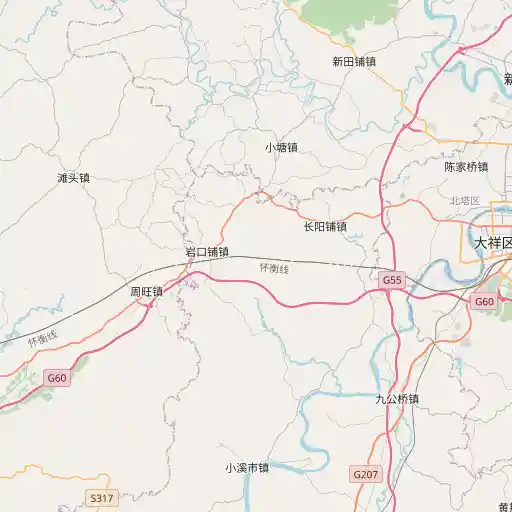 新田铺镇
新
小塘镇
陈家桥镇
滩头镇
北塔区
长阳铺镇
大祥区
岩口铺镇
怀衡线
G55
周旺镇
G60
怀衡线
G60
九公桥镇
小溪市镇
G207
S317